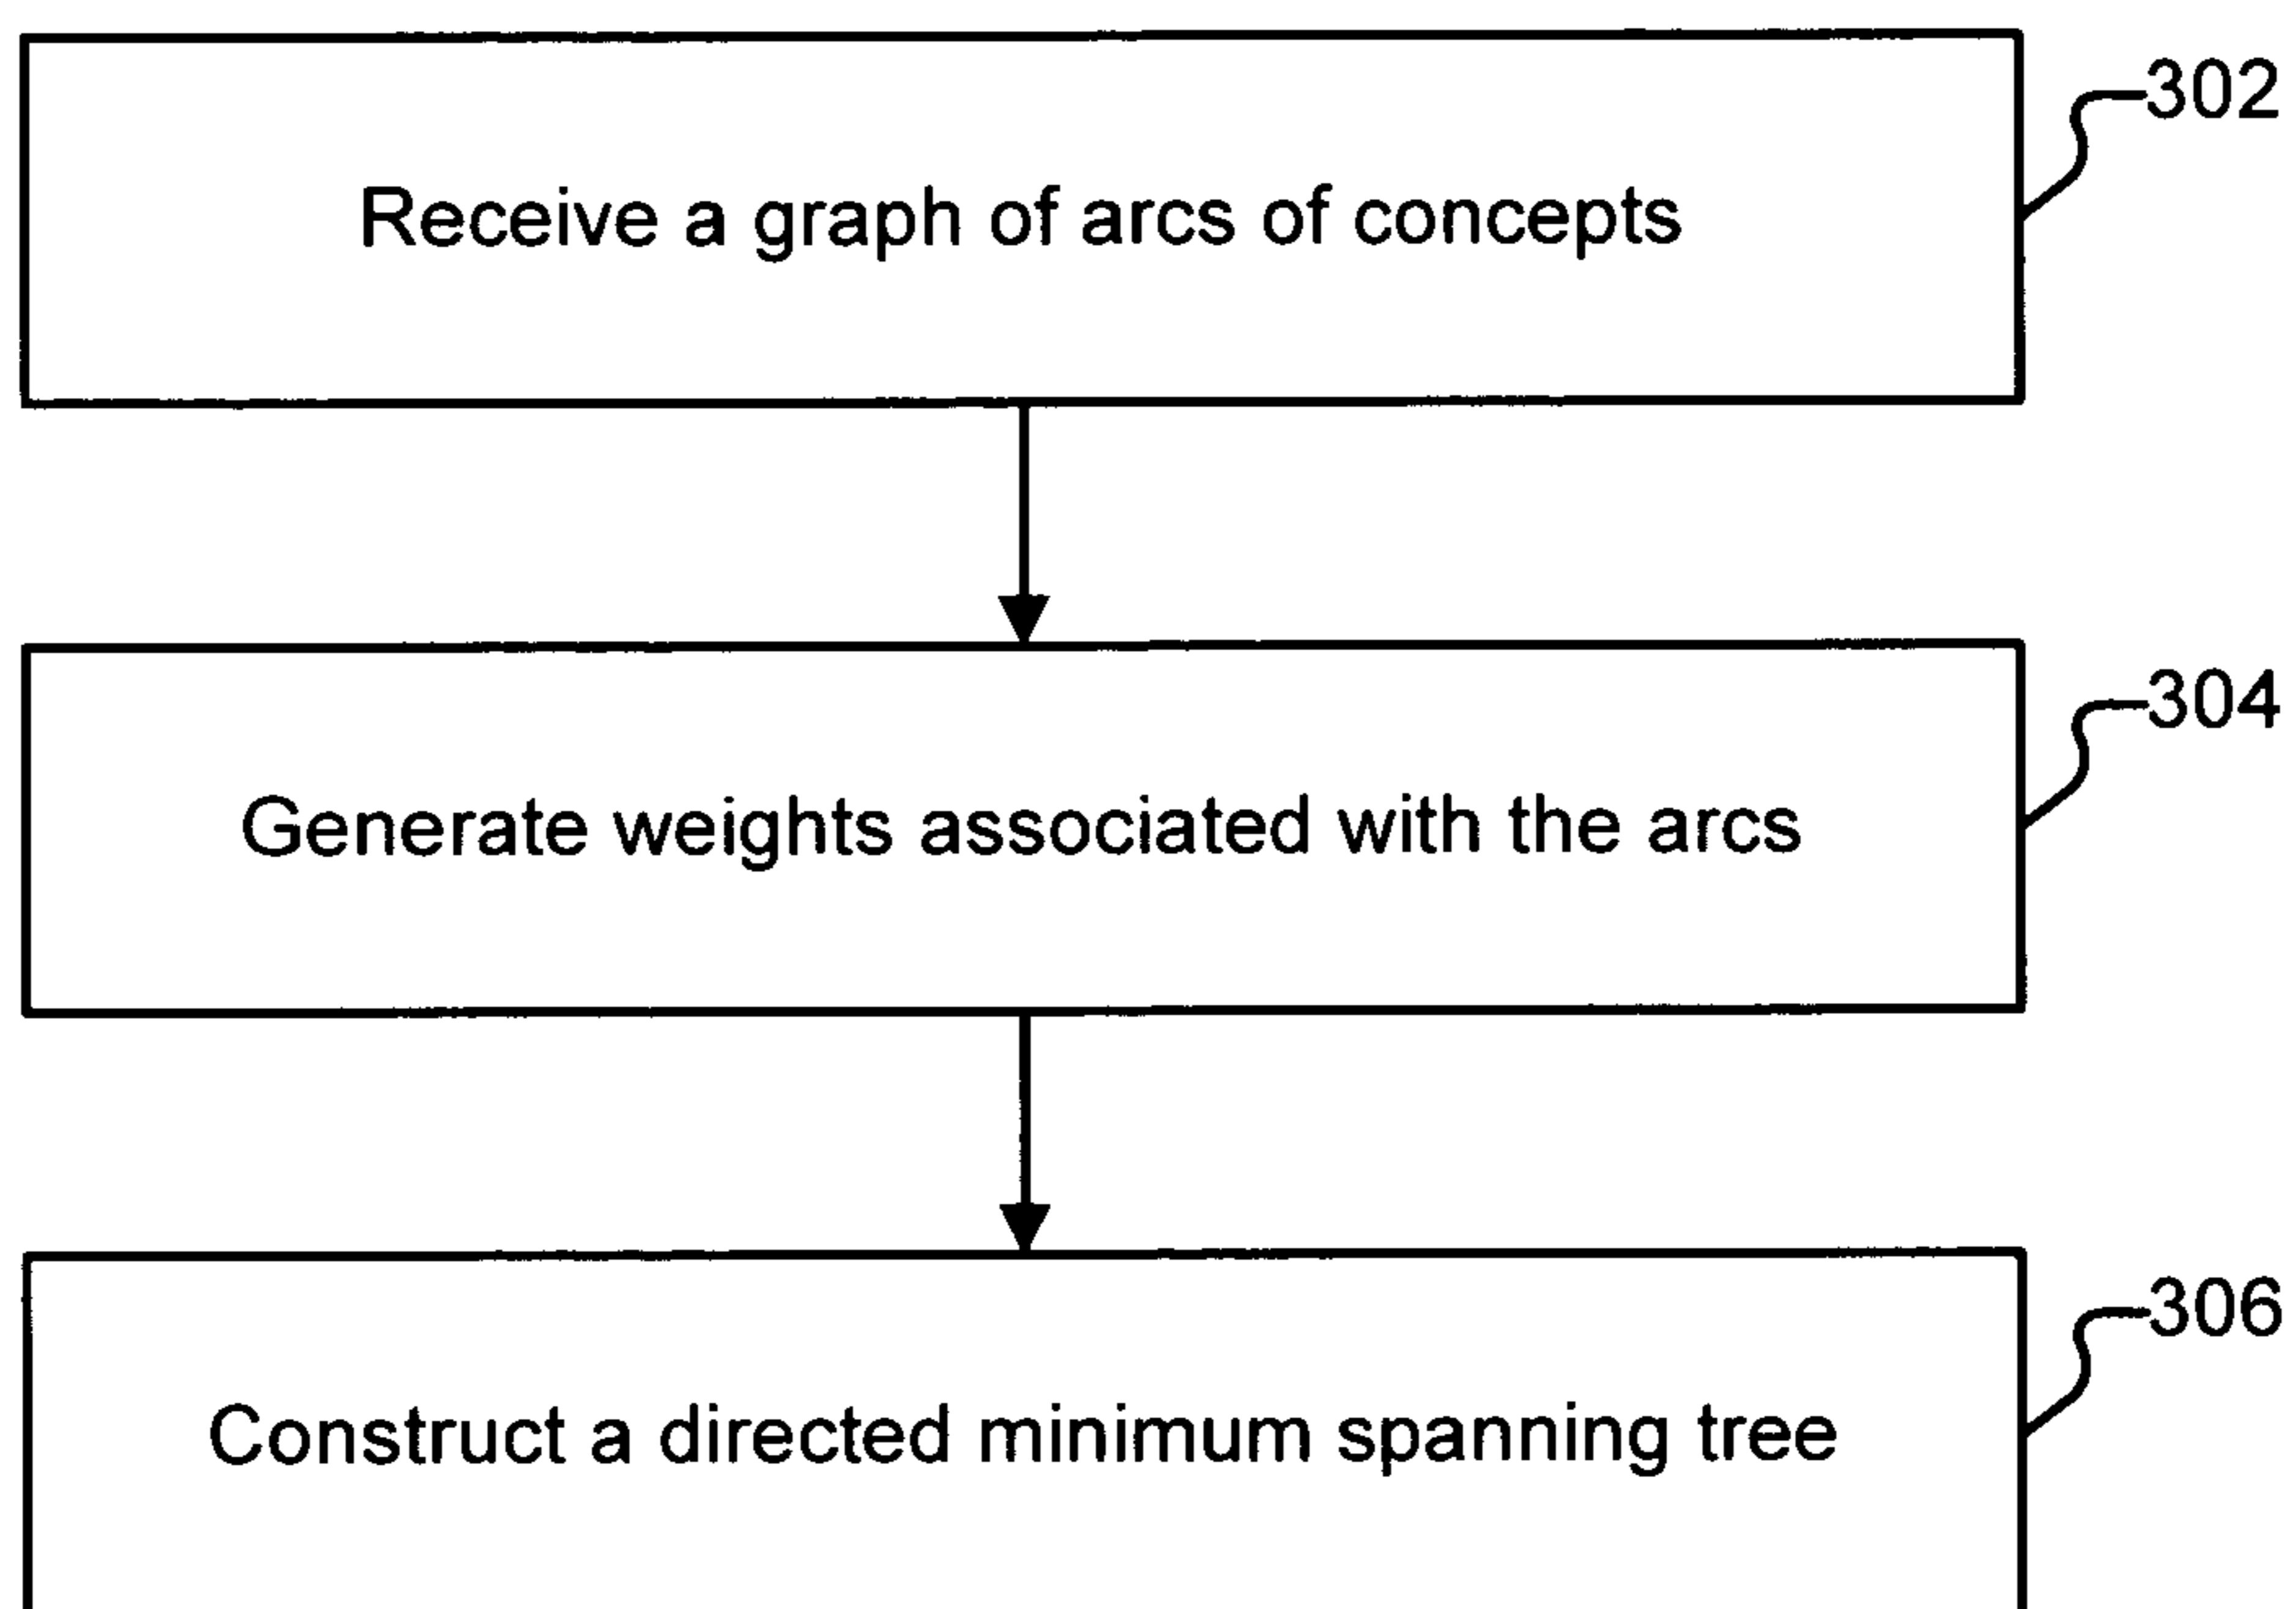 302
Receive a graph of arcs of concepts
304
Generate weights associated with the arcs
306
Construct a directed minimum spanning tree